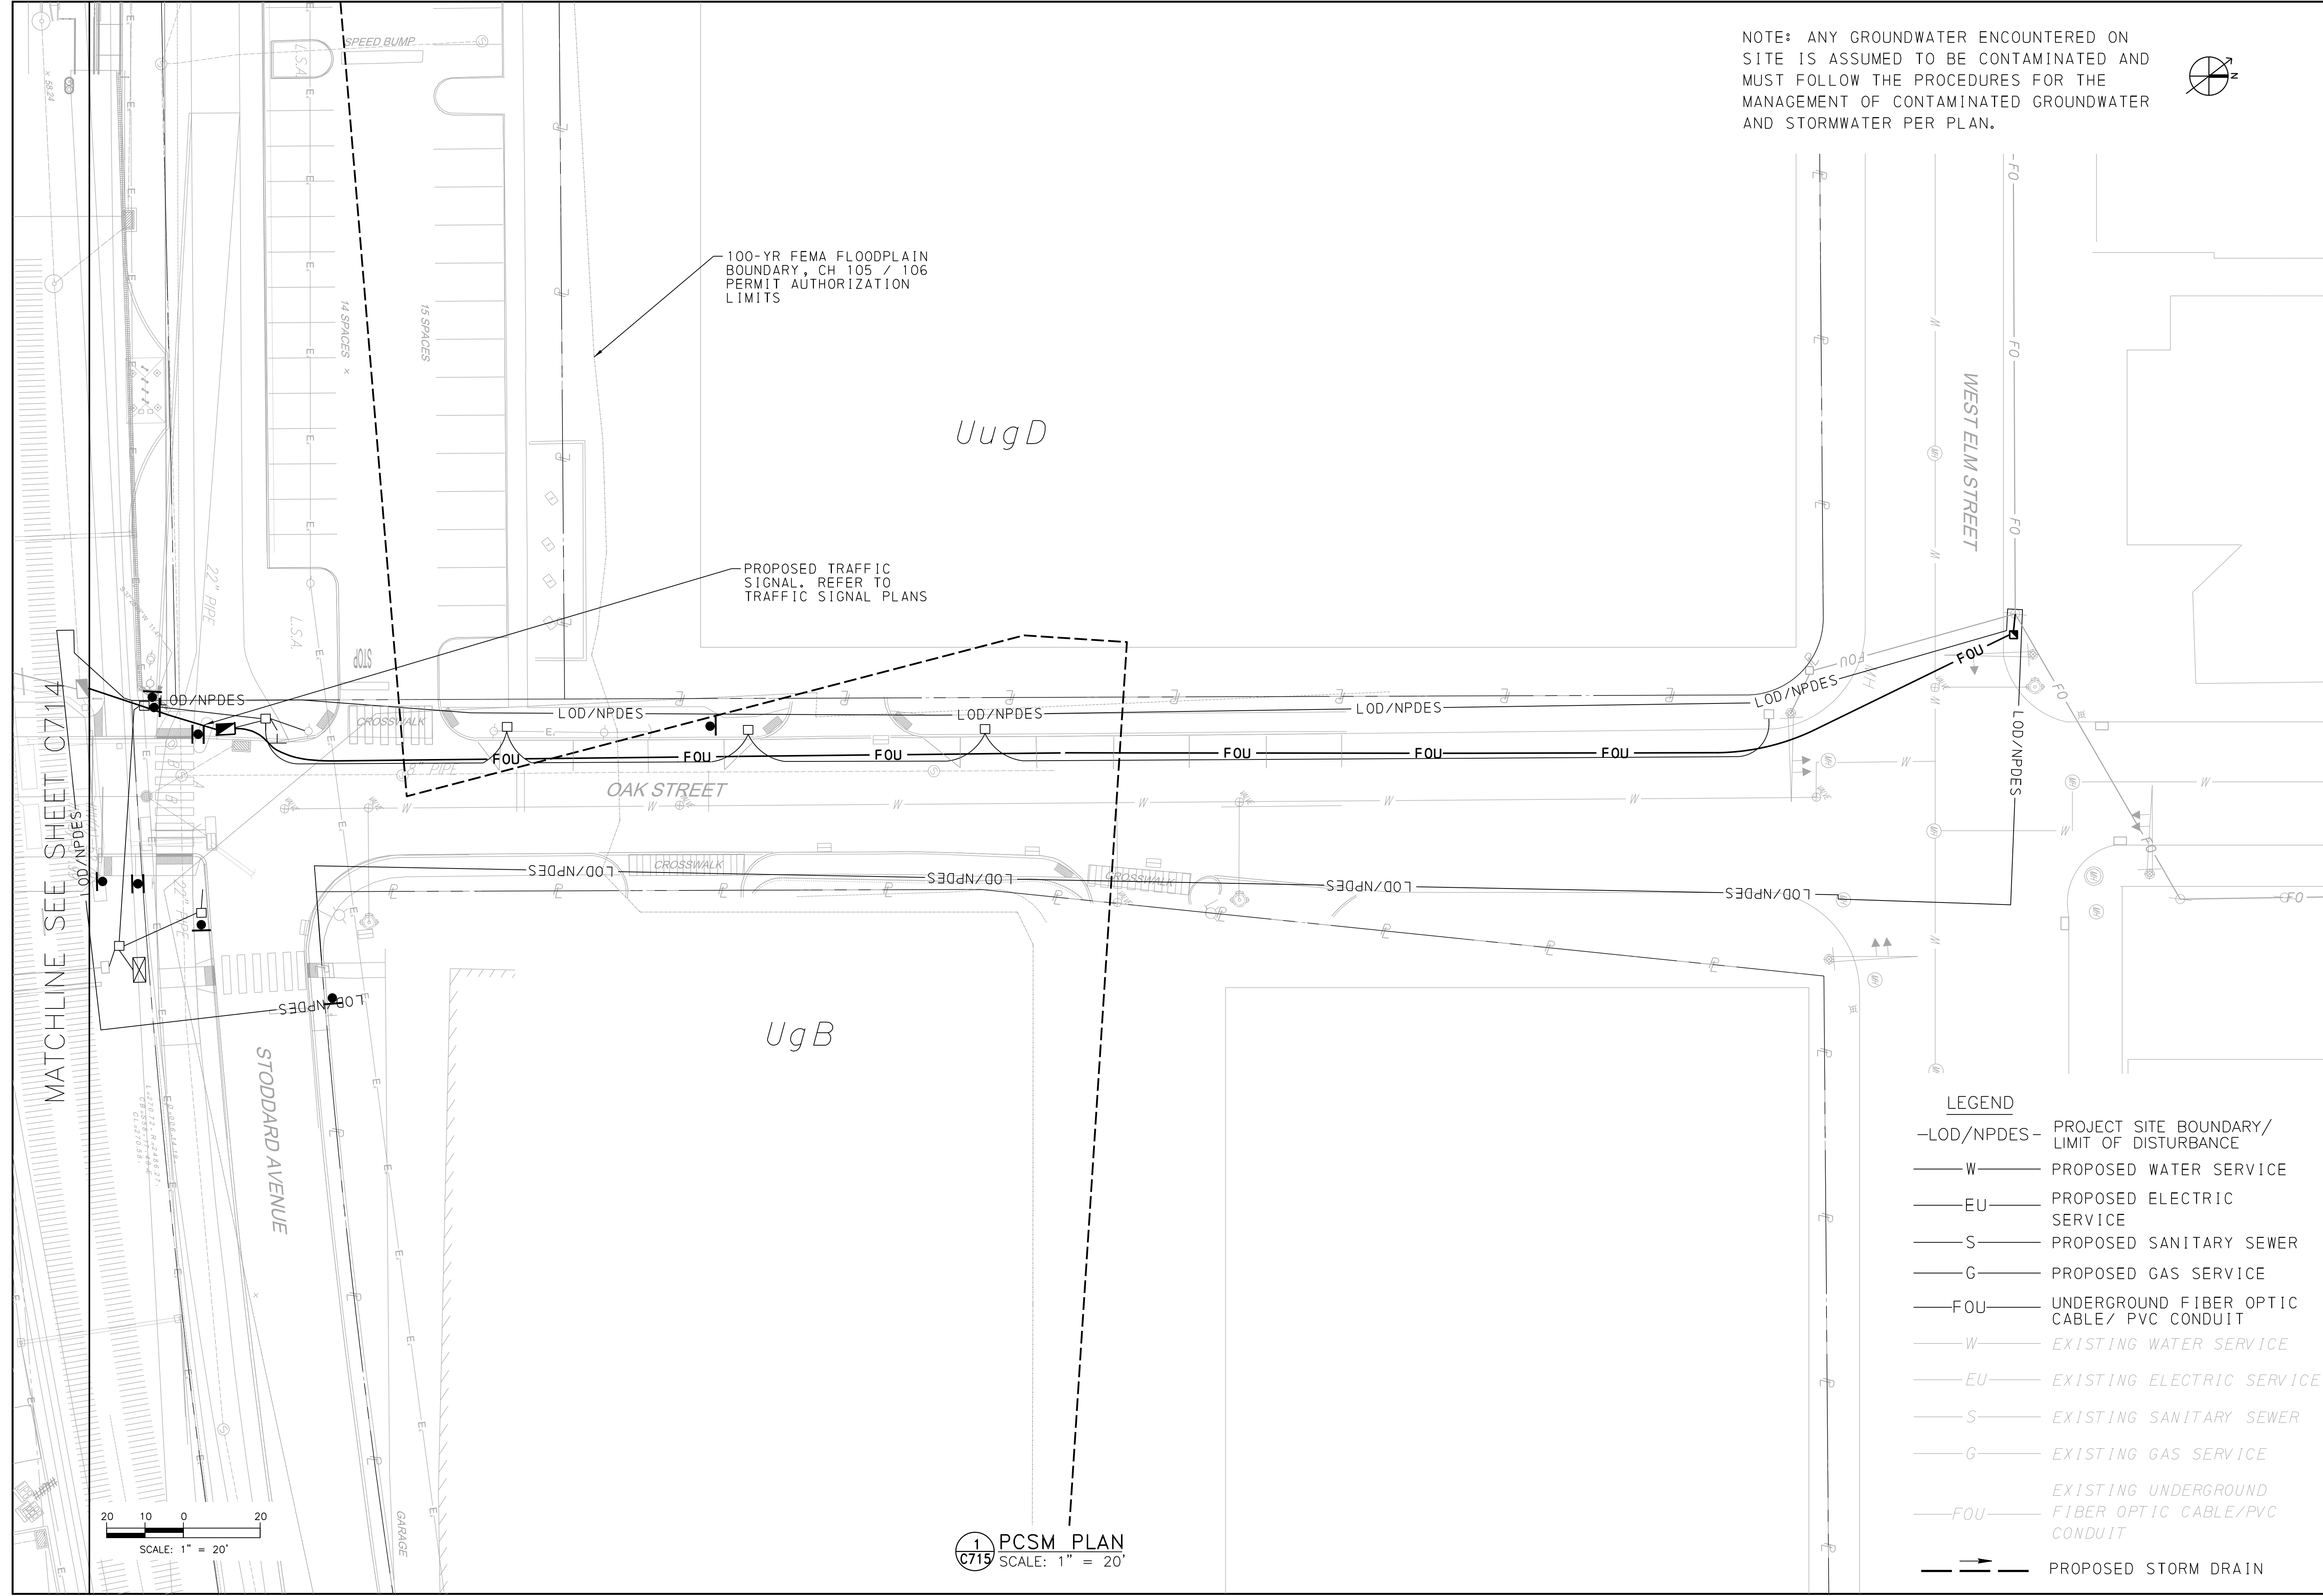 NOTE: ANY GROUNDWATER ENCOUNTERED ON
SITE IS ASSUMED TO BE CONTAMINATED AND
MUST FOLLOW THE PROCEDURES FOR THE
MANAGEMENT OF CONTAMINATED GROUNDWATER
AND STORMWATER PER PLAN.
N
SPEED BUMP
L.S.A.
58.24
14 SPACES
15 SPACES
100-YR FEMA FLOODPLAIN
BOUNDARY, CH 105 / 106
PERMIT AUTHORIZATION
LIMITS
UugD
WEST ELM STREET
PROPOSED TRAFFIC
SIGNAL. REFER TO
TRAFFIC SIGNAL PLANS
22" PIPE
L.S.A.
STOP
MATCHLINE SEE SHEET C714
LOD/NPDES
LOD/NPDES
LOD/NPDES
LOD/NPDES
LOD/NPDES
LOD/NPDES
CROSSWALK
FOU
FOU
FOU
FOU
FOU
FOU
FOU
FOU
8" PIPE
OAK STREET
LOD/NPDES
CROSSWALK
CROSSWALK
LOD/NPDES
LOD/NPDES
LOD/NPDES
LOD/NPDES
22" PIPE
LOD/NPDES
UgB
STODDARD AVENUE
GARAGE
20 10 0 20
SCALE: 1" = 20'
1
C715
PCSM PLAN
SCALE: 1" = 20'
LEGEND
-LOD/NPDES- PROJECT SITE BOUNDARY/
LIMIT OF DISTURBANCE
W PROPOSED WATER SERVICE
EU PROPOSED ELECTRIC
SERVICE
S PROPOSED SANITARY SEWER
G PROPOSED GAS SERVICE
FOU UNDERGROUND FIBER OPTIC
CABLE/ PVC CONDUIT
W EXISTING WATER SERVICE
EU EXISTING ELECTRIC SERVICE
S EXISTING SANITARY SEWER
G EXISTING GAS SERVICE
EXISTING UNDERGROUND
FOU FIBER OPTIC CABLE/PVC
CONDUIT
PROPOSED STORM DRAIN